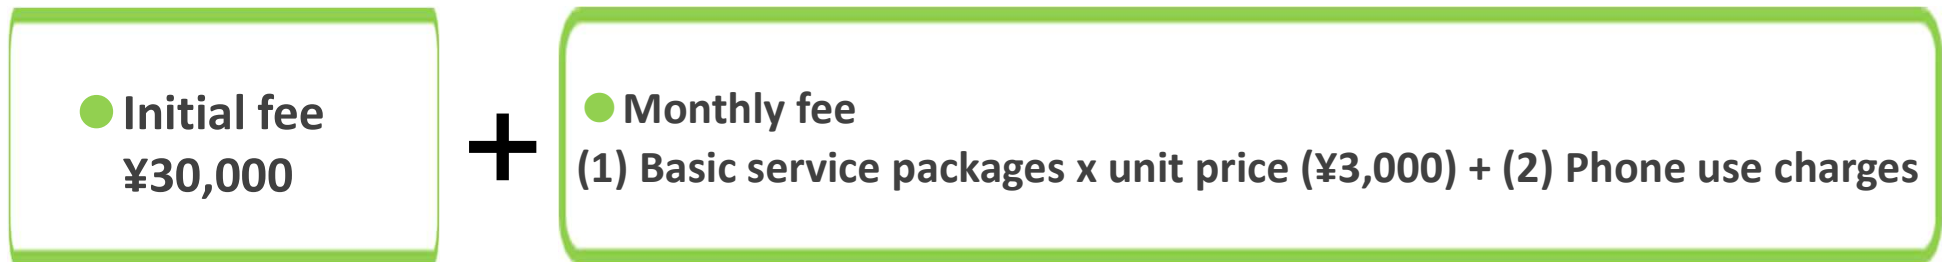 Initial fee
¥30,000
+
Monthly fee
(1) Basic service packages x unit price (¥3,000) + (2) Phone use charges